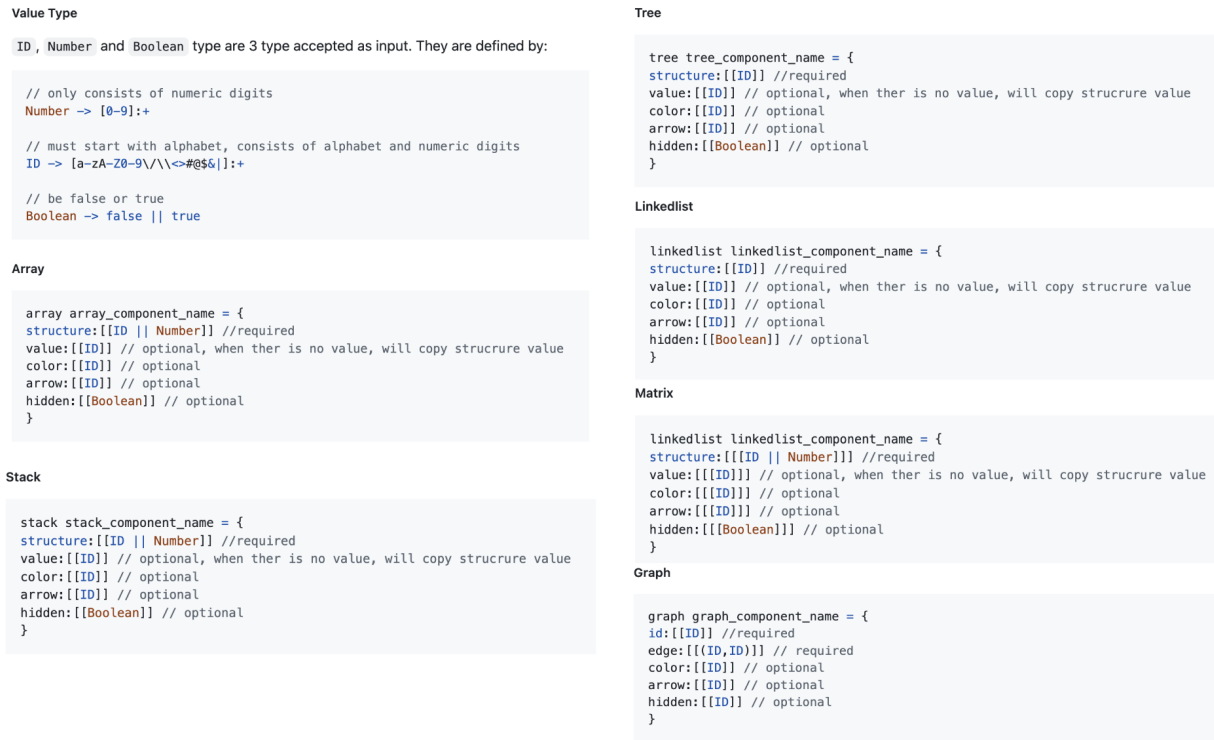 Value Type
ID , Number and Boolean type are 3 type accepted as input. They are defined by:
// only consists of numeric digits
Number -> [0-9]:+
// must start with alphabet, consists of alphabet and numeric digits
ID -> [a-zA-Z0-9\/\\<>#@$&|]:+
// be false or true
Boolean -> false || true
Array
array array_component_name = {
structure:[[ID || Number]] //required
value:[[ID]] // optional, when ther is no value, will copy strucrure value
color:[[ID]] // optional
arrow:[[ID]] // optional
hidden:[[Boolean]] // optional
}
Stack
stack stack_component_name = {
structure:[[ID || Number]] //required
value:[[ID]] // optional, when ther is no value, will copy strucrure value
color:[[ID]] // optional
arrow:[[ID]] // optional
hidden:[[Boolean]] // optional
}
Tree
tree tree_component_name = {
structure:[[ID]] //required
value:[[ID]] // optional, when ther is no value, will copy strucrure value
color:[[ID]] // optional
arrow:[[ID]] // optional
hidden:[[Boolean]] // optional
}
Linkedlist
linkedlist linkedlist_component_name = {
structure:[[ID]] //required
value:[[ID]] // optional, when ther is no value, will copy strucrure value
color:[[ID]] // optional
arrow:[[ID]] // optional
hidden:[[Boolean]] // optional
}
Matrix
linkedlist linkedlist_component_name = {
structure:[[[ID || Number]]] //required
value:[[[ID]]] // optional, when ther is no value, will copy strucrure value
color:[[[ID]]] // optional
arrow:[[[ID]]] // optional
hidden:[[[Boolean]]] // optional
}
Graph
graph graph_component_name = {
id:[[ID]] //required
edge:[[(ID,ID)]] // required
color:[[ID]] // optional
arrow:[[ID]] // optional
hidden:[[ID]] // optional
}